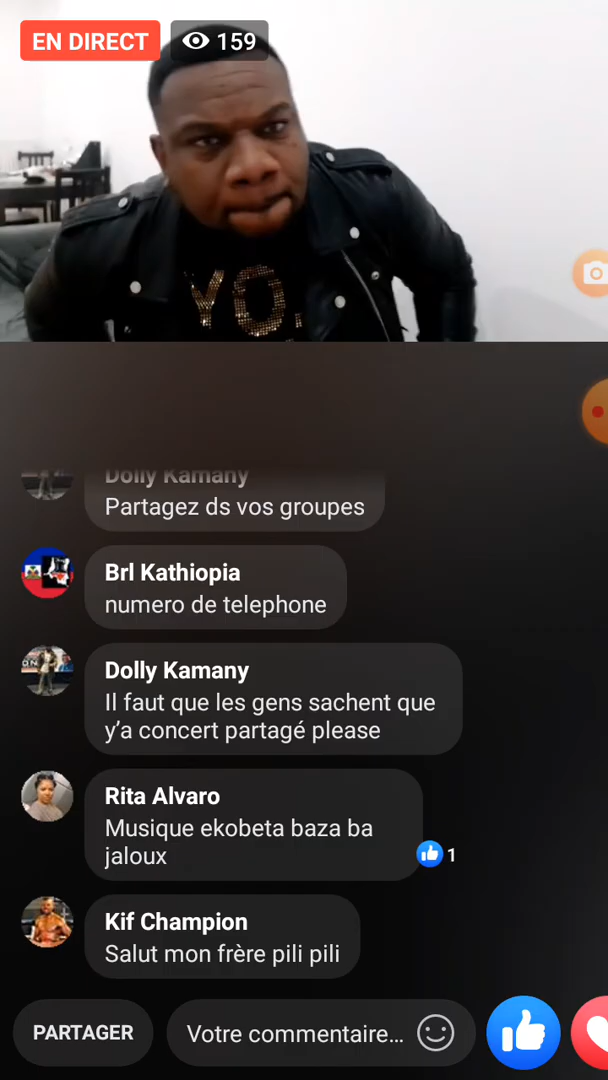 EN DIRECT
159
YO.
Dolly Kamany
Partagez ds vos groupes
Brl Kathiopia
numero de telephone
Dolly Kamany
Il faut que les gens sachent que
y’a concert partagé please
Rita Alvaro
Musique ekobeta baza ba
jaloux
1
Kif Champion
Salut mon frère pili pili
PARTAGER
Votre commentaire...